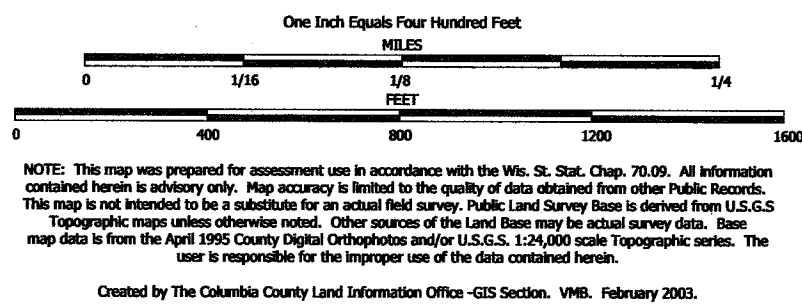 One Inch Equals Four Hundred Feet
MILES
0 1/16 1/8 1/4
FEET
0 400 800 1200 1600
NOTE: This map was prepared for assessment use in accordance with the Wis. St. Stat. Chap. 70.09. All information
contained herein is advisory only. Map accuracy is limited to the quality of data obtained from other Public Records.
This map is not intended to be a substitute for an actual field survey. Public Land Survey Base is derived from U.S.G.S
Topographic maps unless otherwise noted. Other sources of the Land Base may be actual survey data. Base
map data is from the April 1995 County Digital Orthophotos and/or U.S.G.S. 1:24,000 scale Topographic series. The
user is responsible for the improper use of the data contained herein.
Created by The Columbia County Land Information Office -GIS Section. VMB. February 2003.